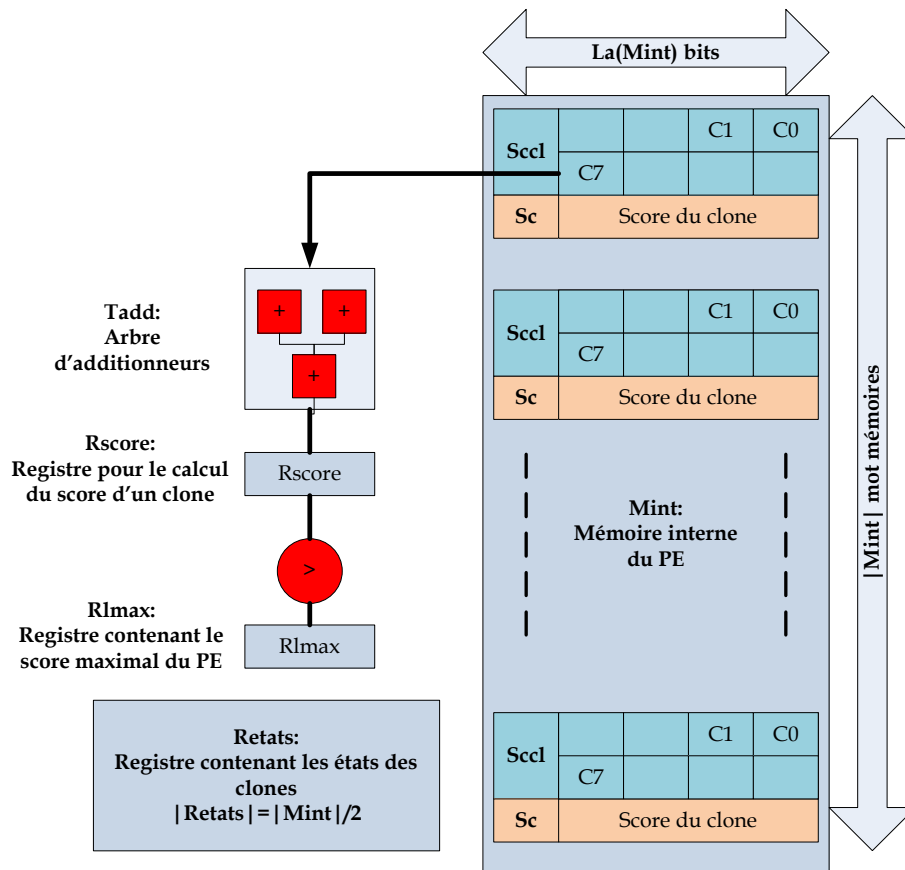 La(Mint) bits
Sccl
C1
C0
C7
Sc
Score du clone
Tadd:
Arbre
d’additionneurs
+
+
+
Sccl
C1
C0
C7
Sc
Score du clone
Rscore:
Registre pour le calcul
du score d’un clone
Rscore
>
Rlmax:
Registre contenant le
score maximal du PE
Rlmax
Mint:
Mémoire interne
du PE
|Mint| mot mémoires
Retats:
Registre contenant les états des
clones
|Retats|=|Mint|/2
Sccl
C1
C0
C7
Sc
Score du clone